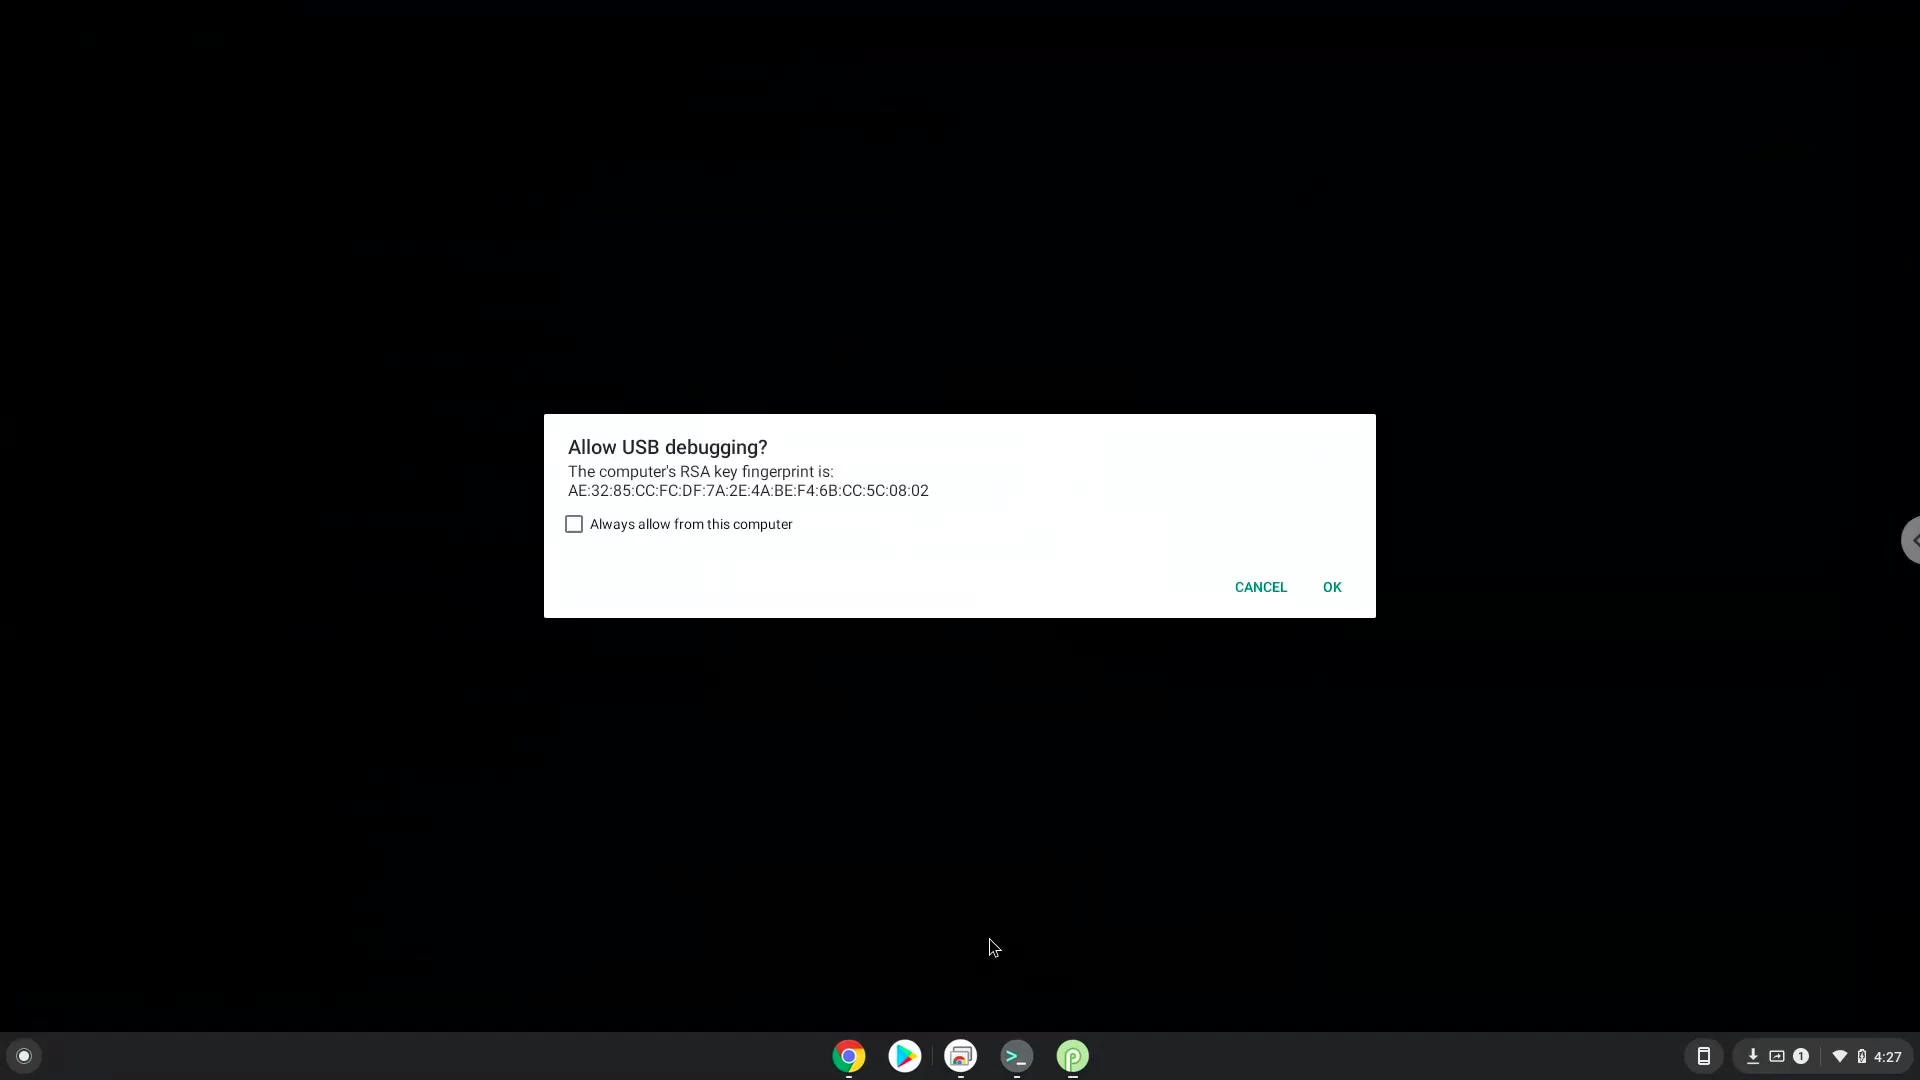 Allow USB debugging?
The computer's RSA key fingerprint is:
AE:32:85:CC:FC:DF:7A:2E:4A:BE:F4:6B:CC:5C:08:02
Always allow from this computer
CANCEL OK
>_
1 4:27